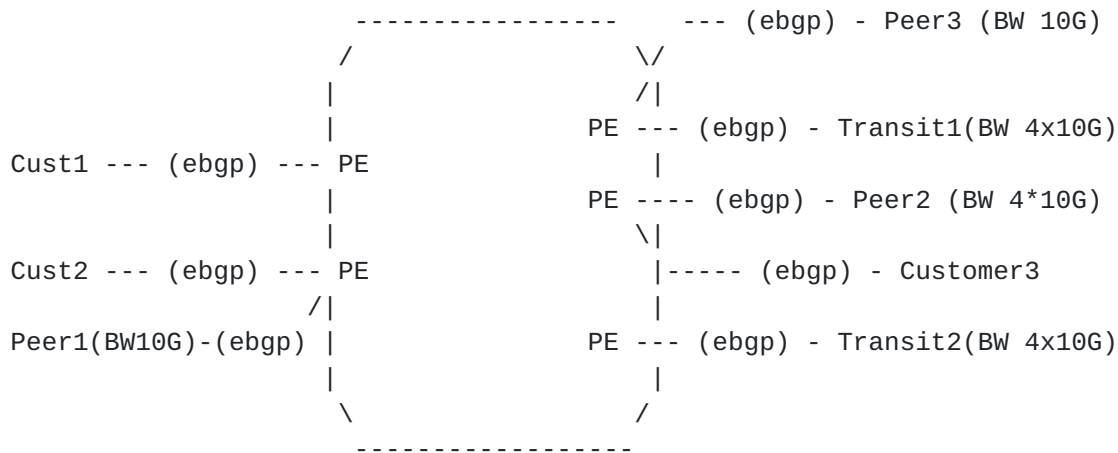 ----------------- --- (ebgp) - Peer3 (BW 10G)
/ \/
| /|
| PE --- (ebgp) - Transit1(BW 4x10G)
Cust1 --- (ebgp) --- PE |
| PE ---- (ebgp) - Peer2 (BW 4*10G)
| \|
Cust2 --- (ebgp) --- PE |----- (ebgp) - Customer3
/| |
Peer1(BW10G)-(ebgp) | PE --- (ebgp) - Transit2(BW 4x10G)
| |
\ /
------------------